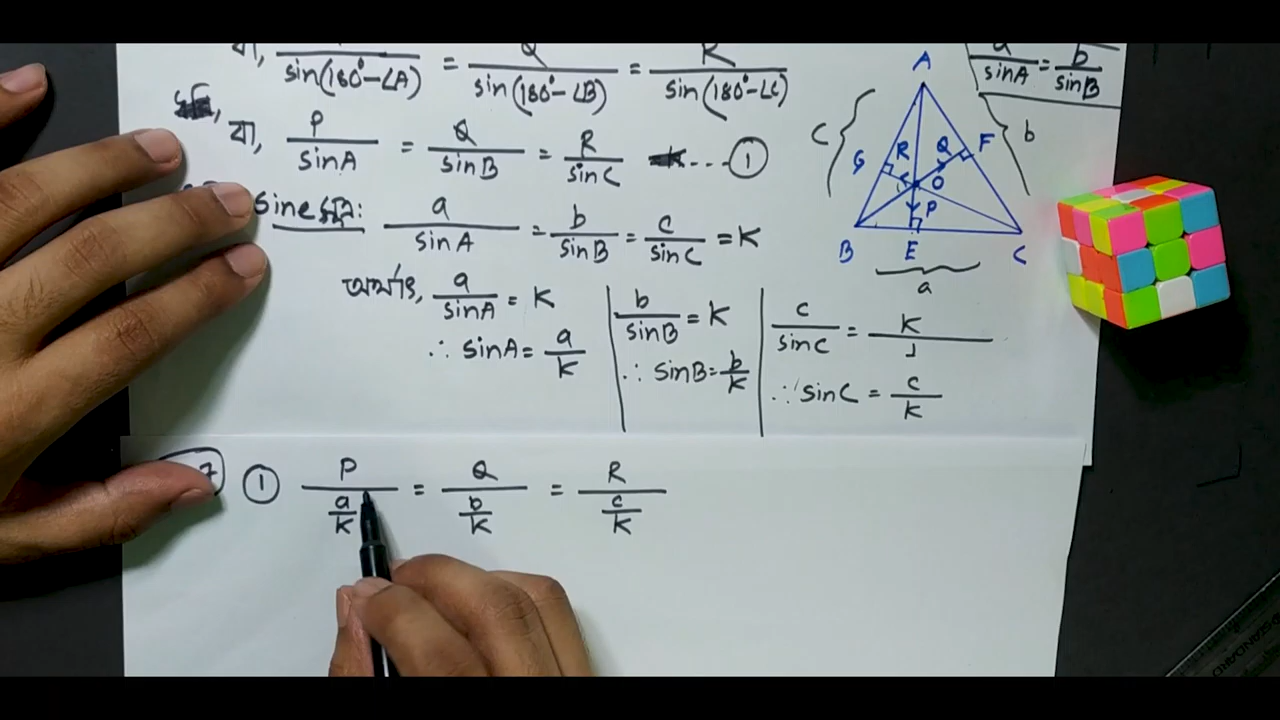 বা, sin(180°-∠A) = Q/sin(180°-∠B) = R/sin(180°-∠C)
a/sinA = b/sinB
বা, P/sinA = Q/sinB = R/sinC ---①
sine সূত্র: a/sinA = b/sinB = c/sinC = K
অর্থাৎ, a/sinA = K | b/sinB = K | c/sinC = K/1
∴ sinA = a/K | ∴ sinB = b/K | ∴ sinC = c/K
A
C b
G R Q F
O
P
B E C
a
① P/(a/K) = Q/(b/K) = R/(c/K)